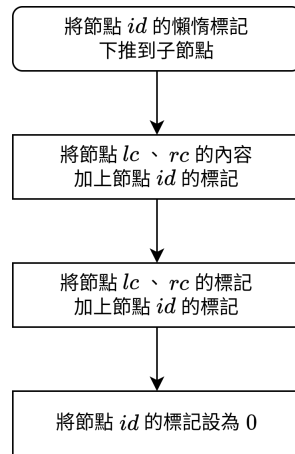 將節點 id 的懶惰標記
下推到子節點
將節點 lc 、 rc 的內容
加上節點 id 的標記
將節點 lc 、 rc 的標記
加上節點 id 的標記
將節點 id 的標記設為 0